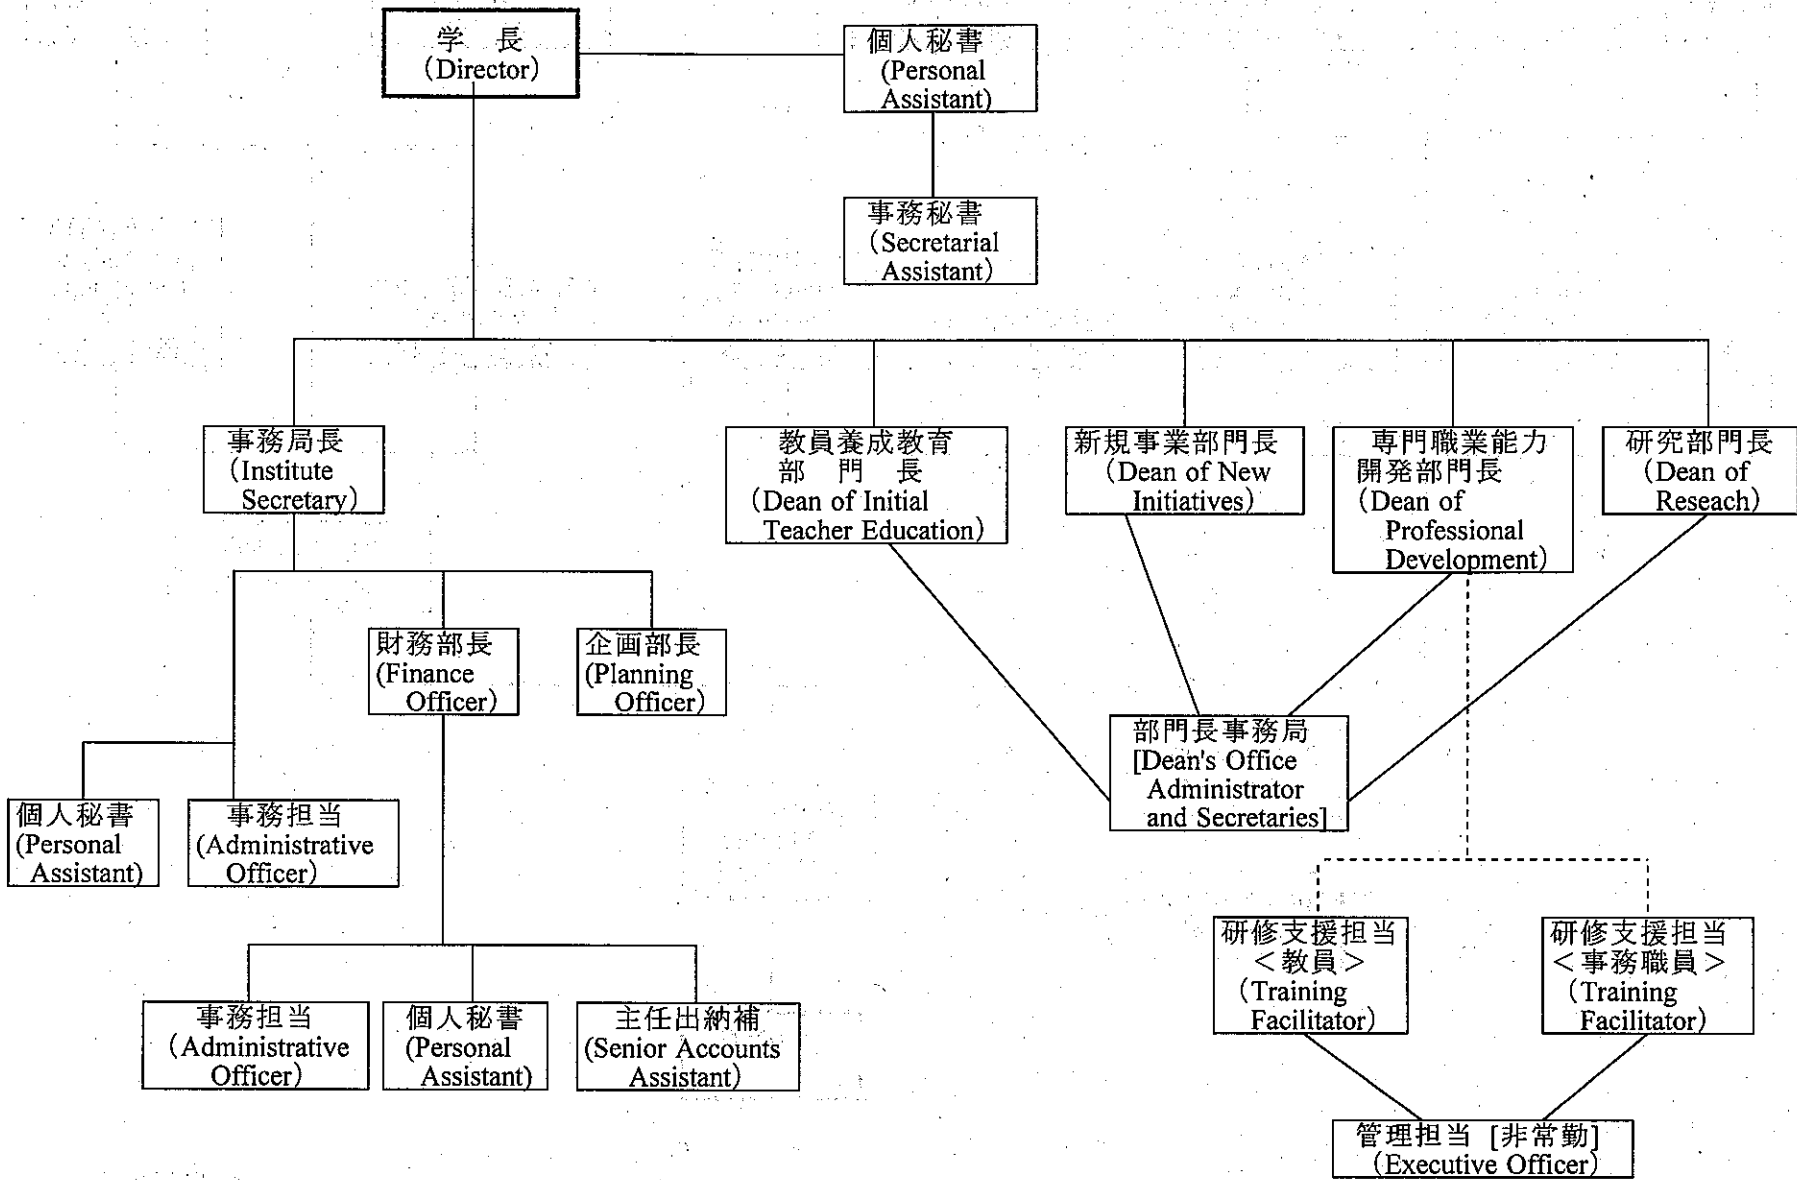 学 長
(Director)
個人秘書
(Personal
Assistant)
事務秘書
(Secretarial
Assistant)
事務局長
(Institute
Secretary)
教員養成教育
部 門 長
(Dean of Initial
Teacher Education)
新規事業部門長
(Dean of New
Initiatives)
専門職業能力
開発部門長
(Dean of
Professional
Development)
研究部門長
(Dean of
Reseach)
財務部長
(Finance
Officer)
企画部長
(Planning
Officer)
部門長事務局
[Dean's Office
Administrator
and Secretaries]
個人秘書
(Personal
Assistant)
事務担当
(Administrative
Officer)
研修支援担当
<教員>
(Training
Facilitator)
研修支援担当
<事務職員>
(Training
Facilitator)
事務担当
(Administrative
Officer)
個人秘書
(Personal
Assistant)
主任出納補
(Senior Accounts
Assistant)
管理担当 [非常勤]
(Executive Officer)